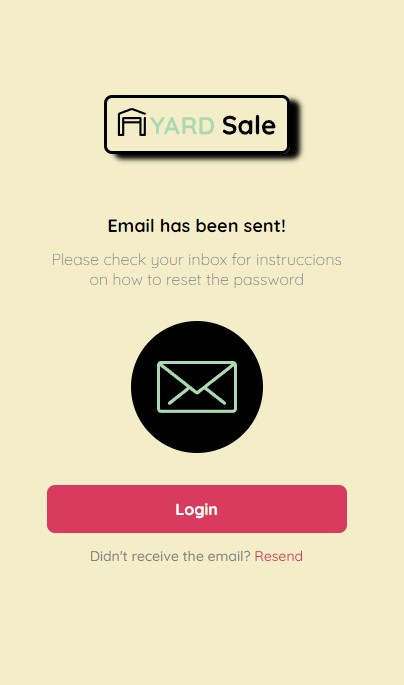 YARD Sale
Email has been sent!
Please check your inbox for instruccions
on how to reset the password
Login
Didn't receive the email? Resend